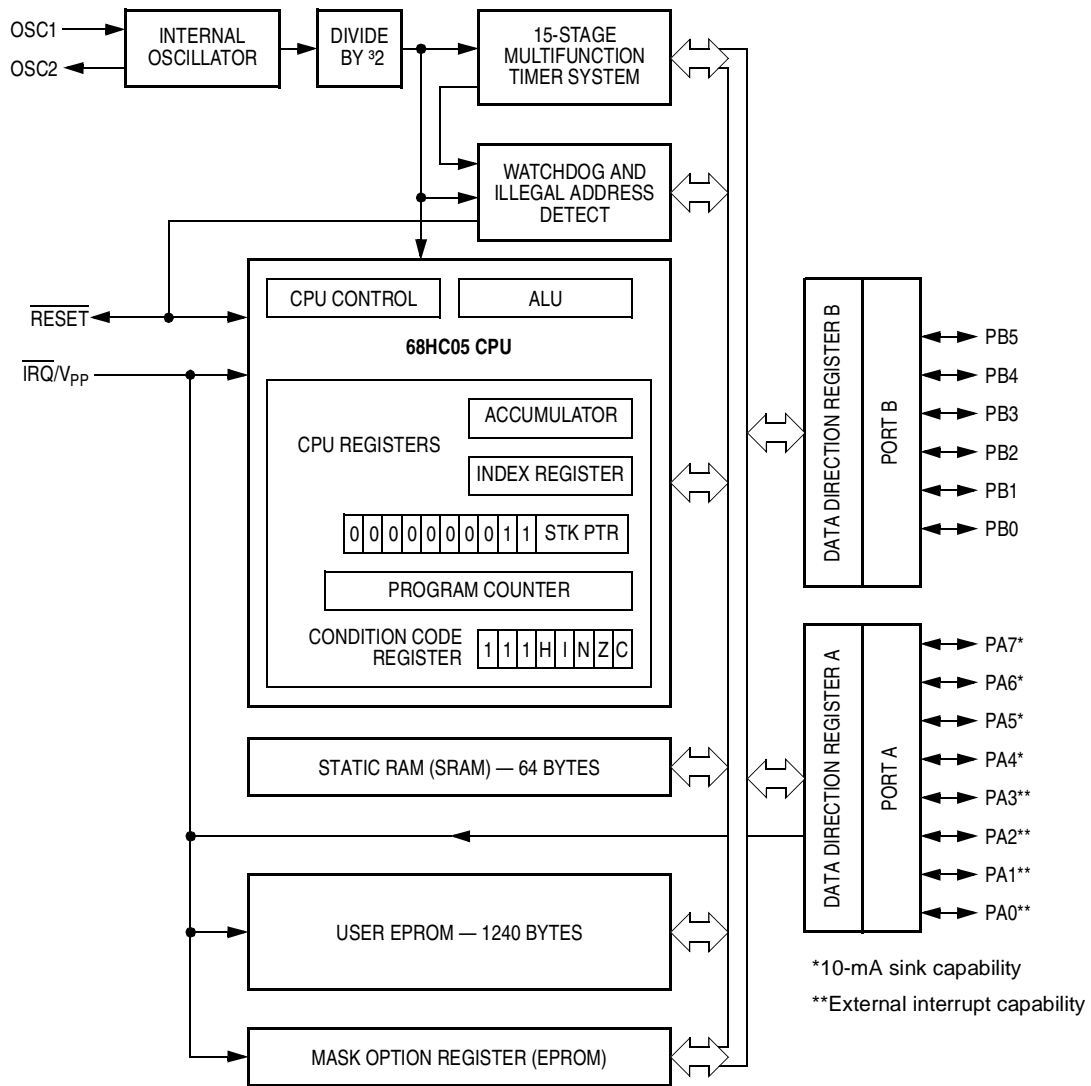 OSC1
OSC2
INTERNAL
OSCILLATOR
DIVIDE
BY ³2
15-STAGE
MULTIFUNCTION
TIMER SYSTEM
WATCHDOG AND
ILLEGAL ADDRESS
DETECT
RESET
IRQ/VPP
CPU CONTROL
ALU
68HC05 CPU
CPU REGISTERS
ACCUMULATOR
INDEX REGISTER
0 0 0 0 0 0 0 0 1 1 STK PTR
PROGRAM COUNTER
CONDITION CODE
REGISTER
1 1 1 H I N Z C
STATIC RAM (SRAM) — 64 BYTES
USER EPROM — 1240 BYTES
MASK OPTION REGISTER (EPROM)
DATA DIRECTION REGISTER B
PORT B
PB5
PB4
PB3
PB2
PB1
PB0
DATA DIRECTION REGISTER A
PORT A
PA7*
PA6*
PA5*
PA4*
PA3**
PA2**
PA1**
PA0**
*10-mA sink capability
**External interrupt capability